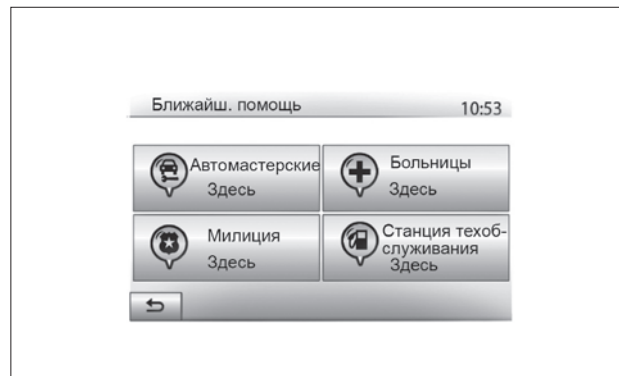 Ближайш. помощь 10:53
Автомастерские
Здесь
Больницы
Здесь
Милиция
Здесь
Станция техоб-
служивания
Здесь